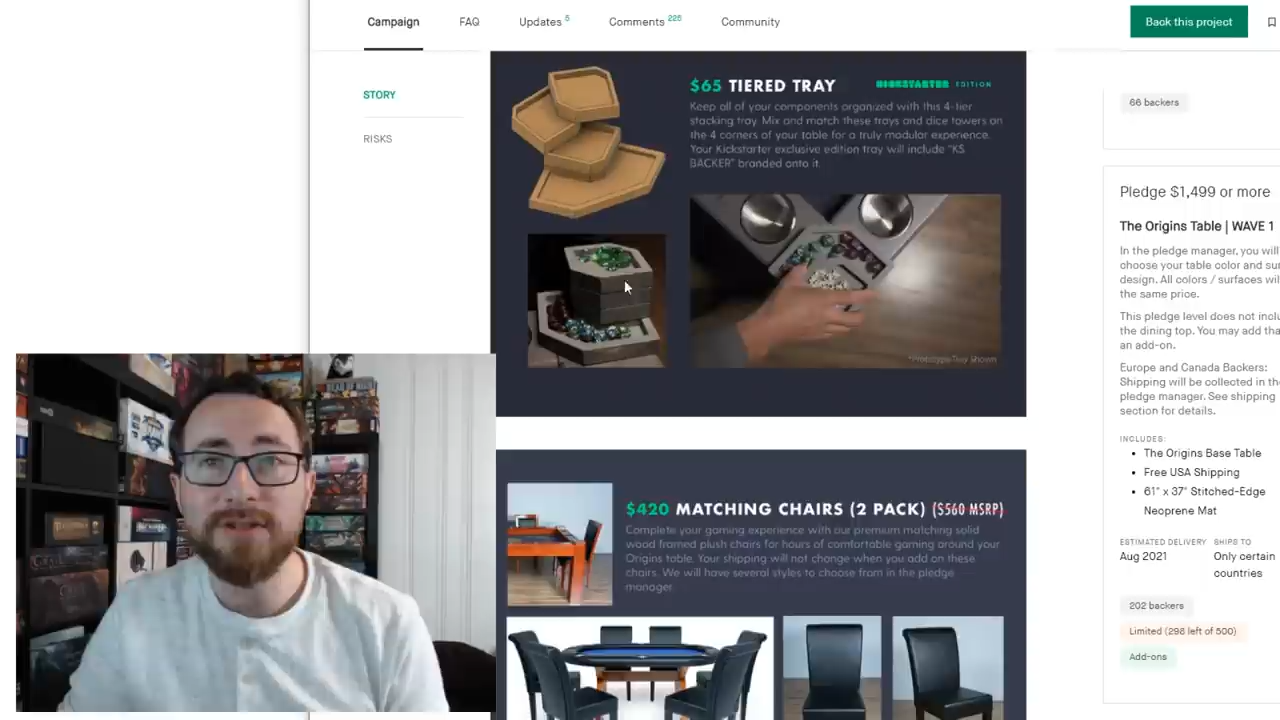 Campaign
FAQ
Updates 5
Comments 226
Community
Back this project
STORY
RISKS
$65 TIERED TRAY
KICKSTARTER EDITION
Keep all of your components organized with this 4-tier
stacking tray. Mix and match these trays and dice towers on
the 4 corners of your table for a truly modular experience.
Your Kickstarter exclusive edition tray will include "KS
BACKER" branded onto it.
*Prototype Tray Shown
$420 MATCHING CHAIRS (2 PACK) ($560 MSRP)
Complete your gaming experience with our premium matching solid
wood framed plush chairs for hours of comfortable gaming around your
Origins table. Your shipping will not change when you add on these
chairs. We will have several styles to choose from in the pledge
manager.
66 backers
Pledge $1,499 or more
The Origins Table | WAVE 1
In the pledge manager, you will
choose your table color and sur
design. All colors / surfaces wil
the same price.
This pledge level does not inclu
the dining top. You may add tha
an add-on.
Europe and Canada Backers:
Shipping will be collected in the
pledge manager. See shipping
section for details.
INCLUDES:
• The Origins Base Table
• Free USA Shipping
• 61" x 37" Stitched-Edge
Neoprene Mat
ESTIMATED DELIVERY
Aug 2021
SHIPS TO
Only certain
countries
202 backers
Limited (298 left of 500)
Add-ons